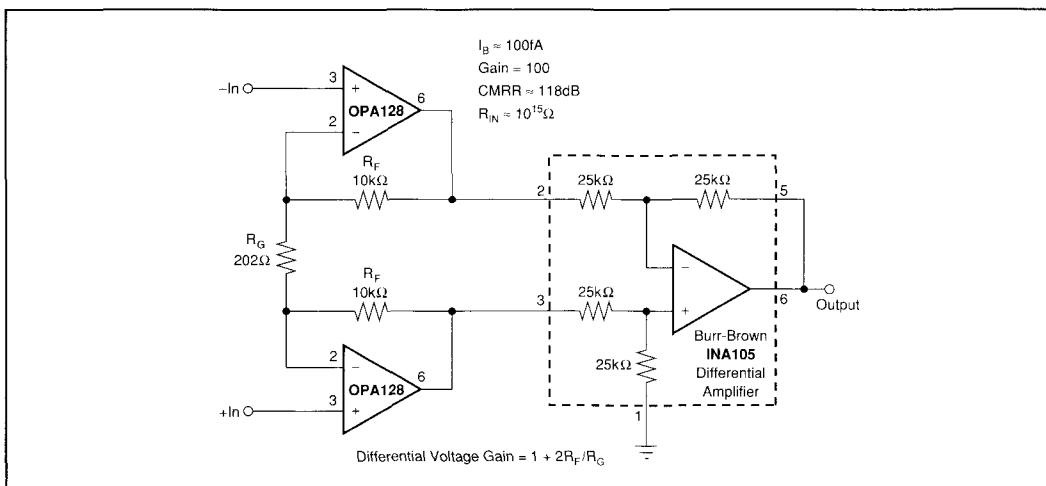 I_B ≈ 100fA
Gain = 100
CMRR ≈ 118dB
R_IN ≈ 10^15Ω
–In
3
+
OPA128
6
2
–
R_F
10kΩ
R_G
202Ω
R_F
10kΩ
2
–
OPA128
6
3
+
+In
2
25kΩ
25kΩ
5
3
25kΩ
–
+
6
Output
25kΩ
1
Burr-Brown
INA105
Differential
Amplifier
Differential Voltage Gain = 1 + 2R_F/R_G